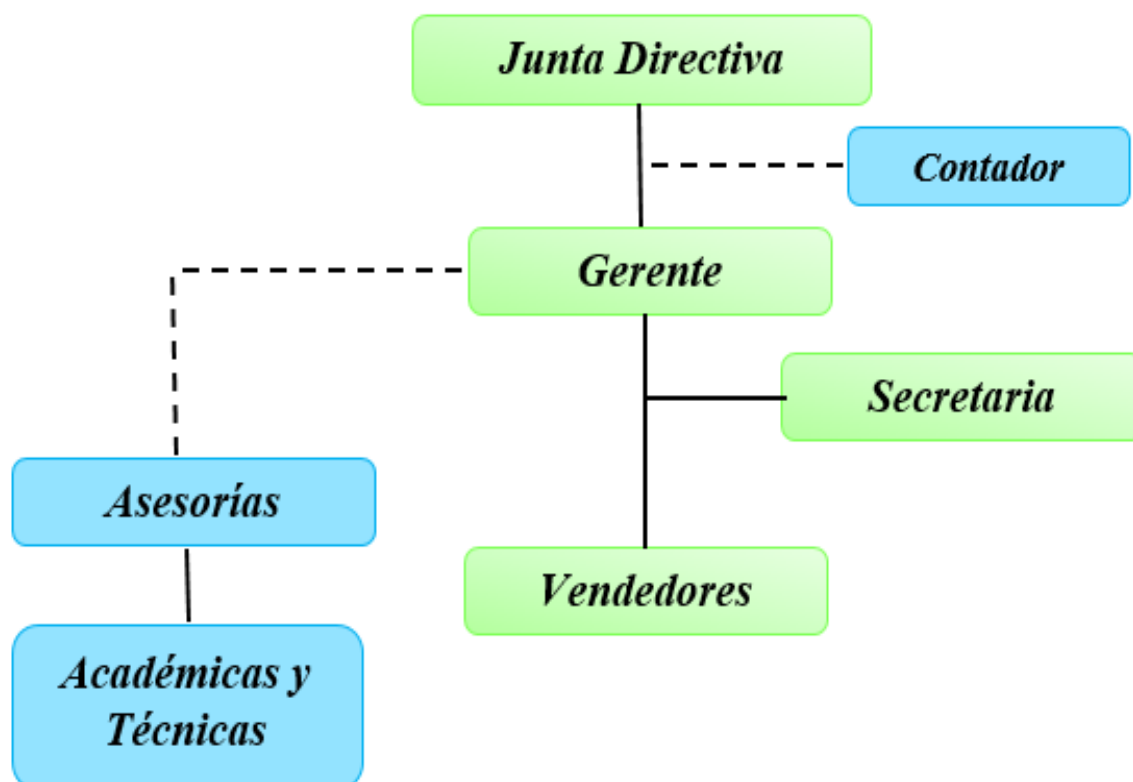 Junta Directiva
Contador
Gerente
Secretaria
Asesorías
Vendedores
Académicas y
Técnicas